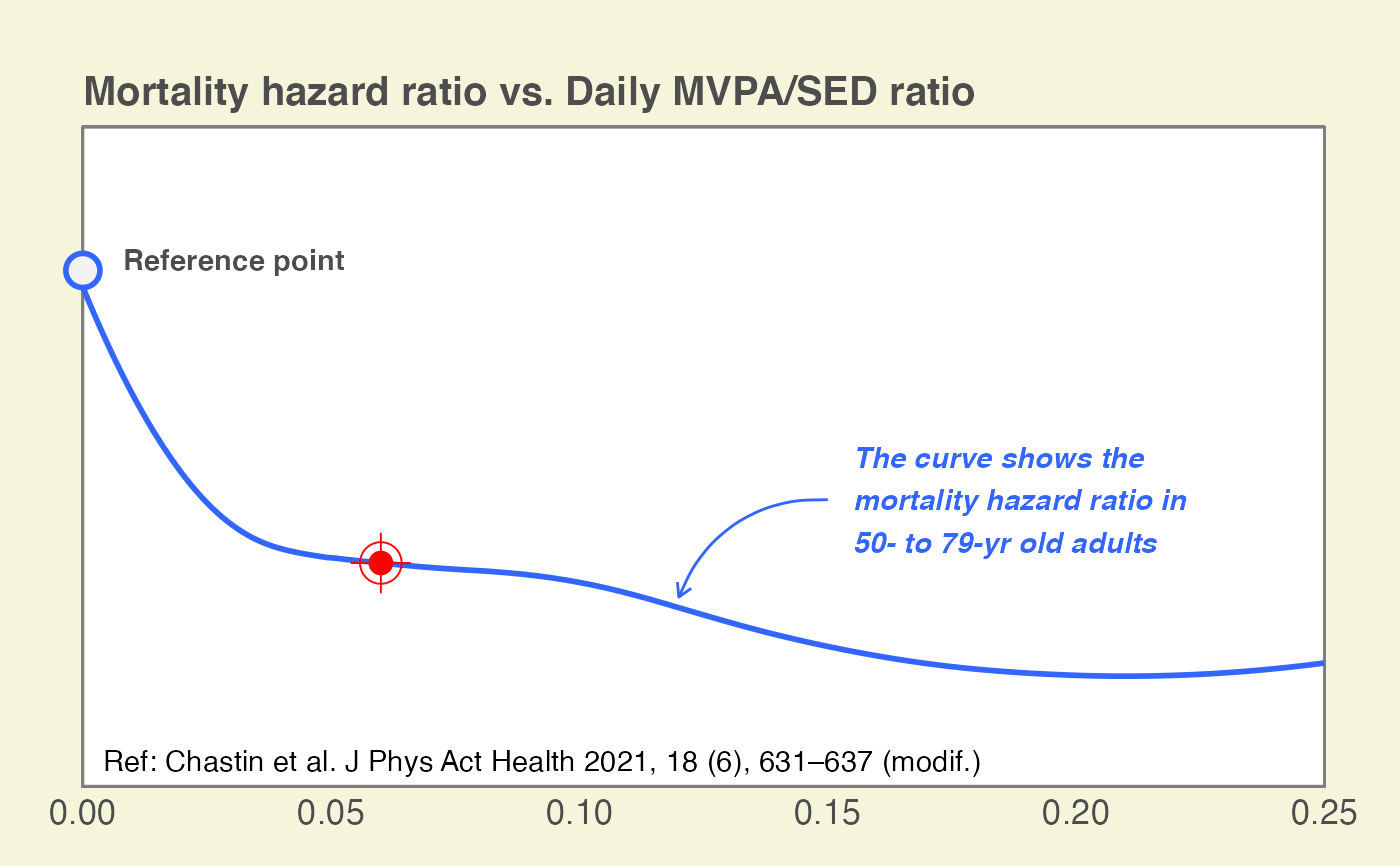 Mortality hazard ratio vs. Daily MVPA/SED ratio
Reference point
The curve shows the
mortality hazard ratio in
50- to 79-yr old adults
Ref: Chastin et al. J Phys Act Health 2021, 18 (6), 631–637 (modif.)
0.00 0.05 0.10 0.15 0.20 0.25